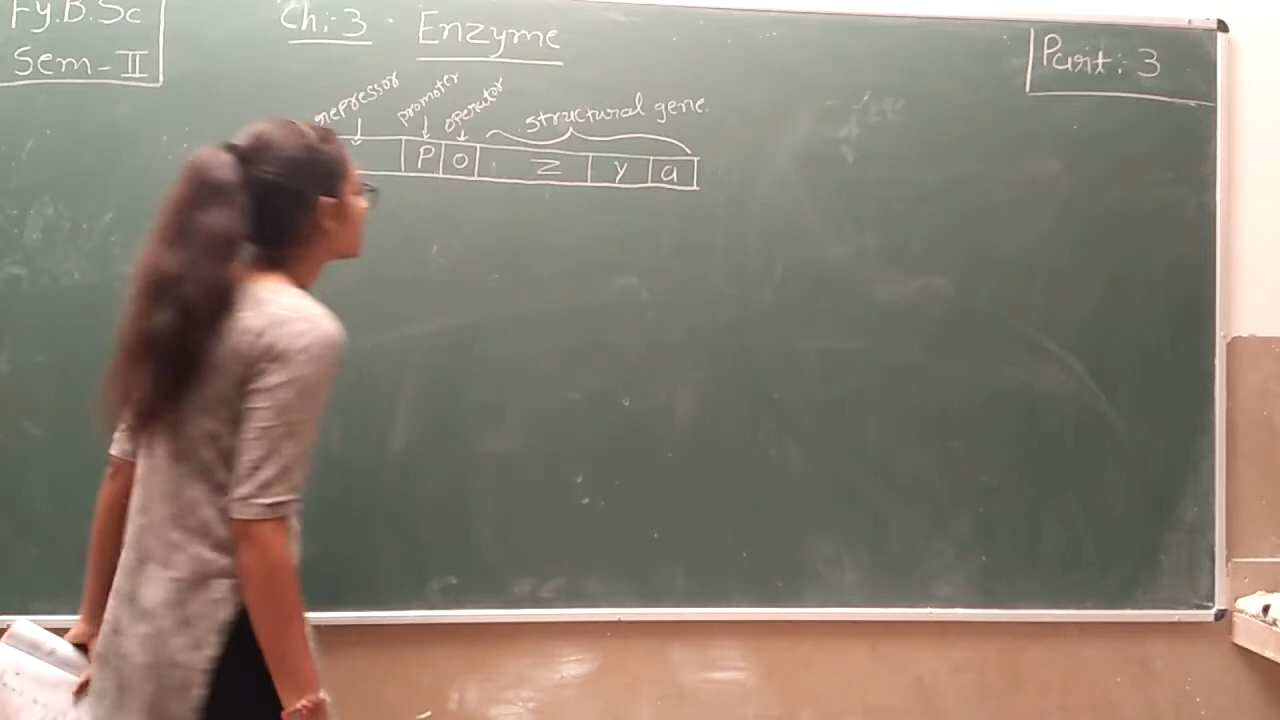 Fy.B.Sc
Sem-II
Ch:3 Enzyme
Part: 3
repressor promoter operator structural gene.
P O Z y a